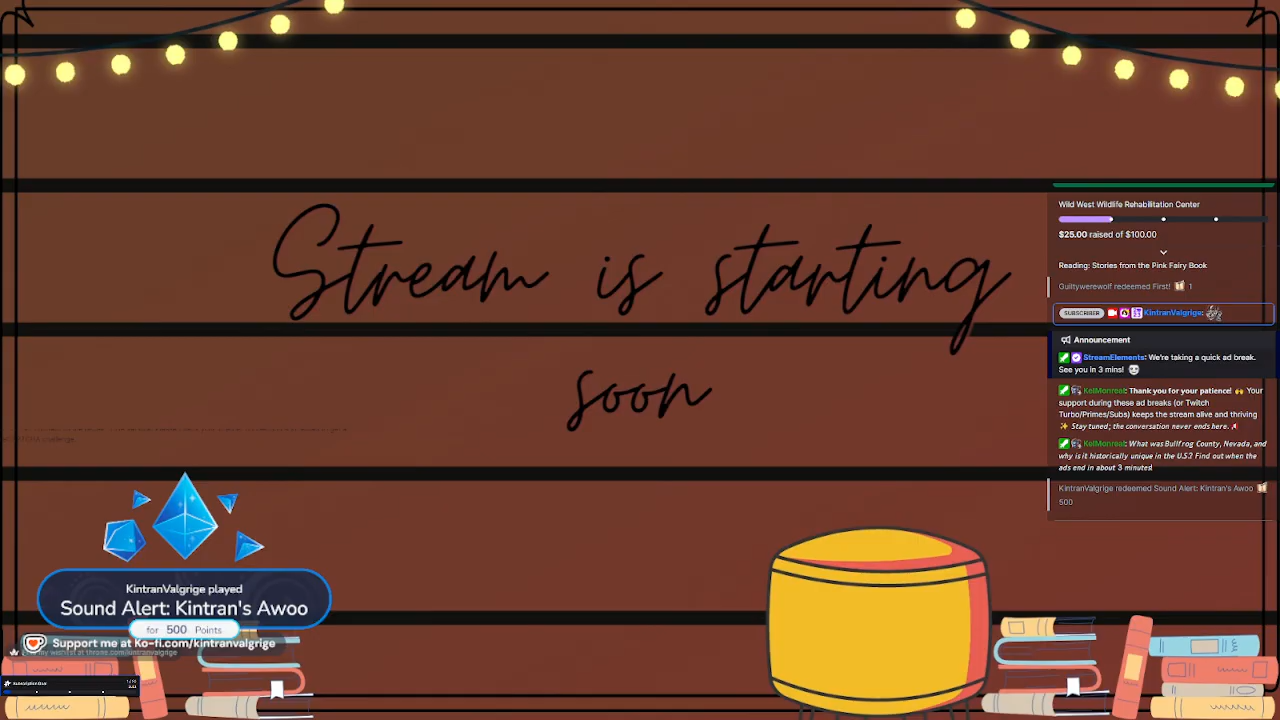 Stream is starting
soon
Wild West Wildlife Rehabilitation Center
$25.00 raised of $100.00
Reading: Stories from the Pink Fairy Book
Guiltywerewolf redeemed First! 1
SUBSCRIBER KintranValgrige:
Announcement
StreamElements: We're taking a quick ad break.
See you in 3 mins!
KelMonreal: Thank you for your patience! Your
support during these ad breaks (or Twitch
Turbo/Primes/Subs) keeps the stream alive and thriving
Stay tuned; the conversation never ends here.
KelMonreal: What was Bullfrog County, Nevada, and
why is it historically unique in the U.S.? Find out when the
ads end in about 3 minutes!
KintranValgrige redeemed Sound Alert: Kintran's Awoo
500
KintranValgrige played
Sound Alert: Kintran's Awoo
for 500 Points
Support me at Ko-fi.com/kintranvalgrige